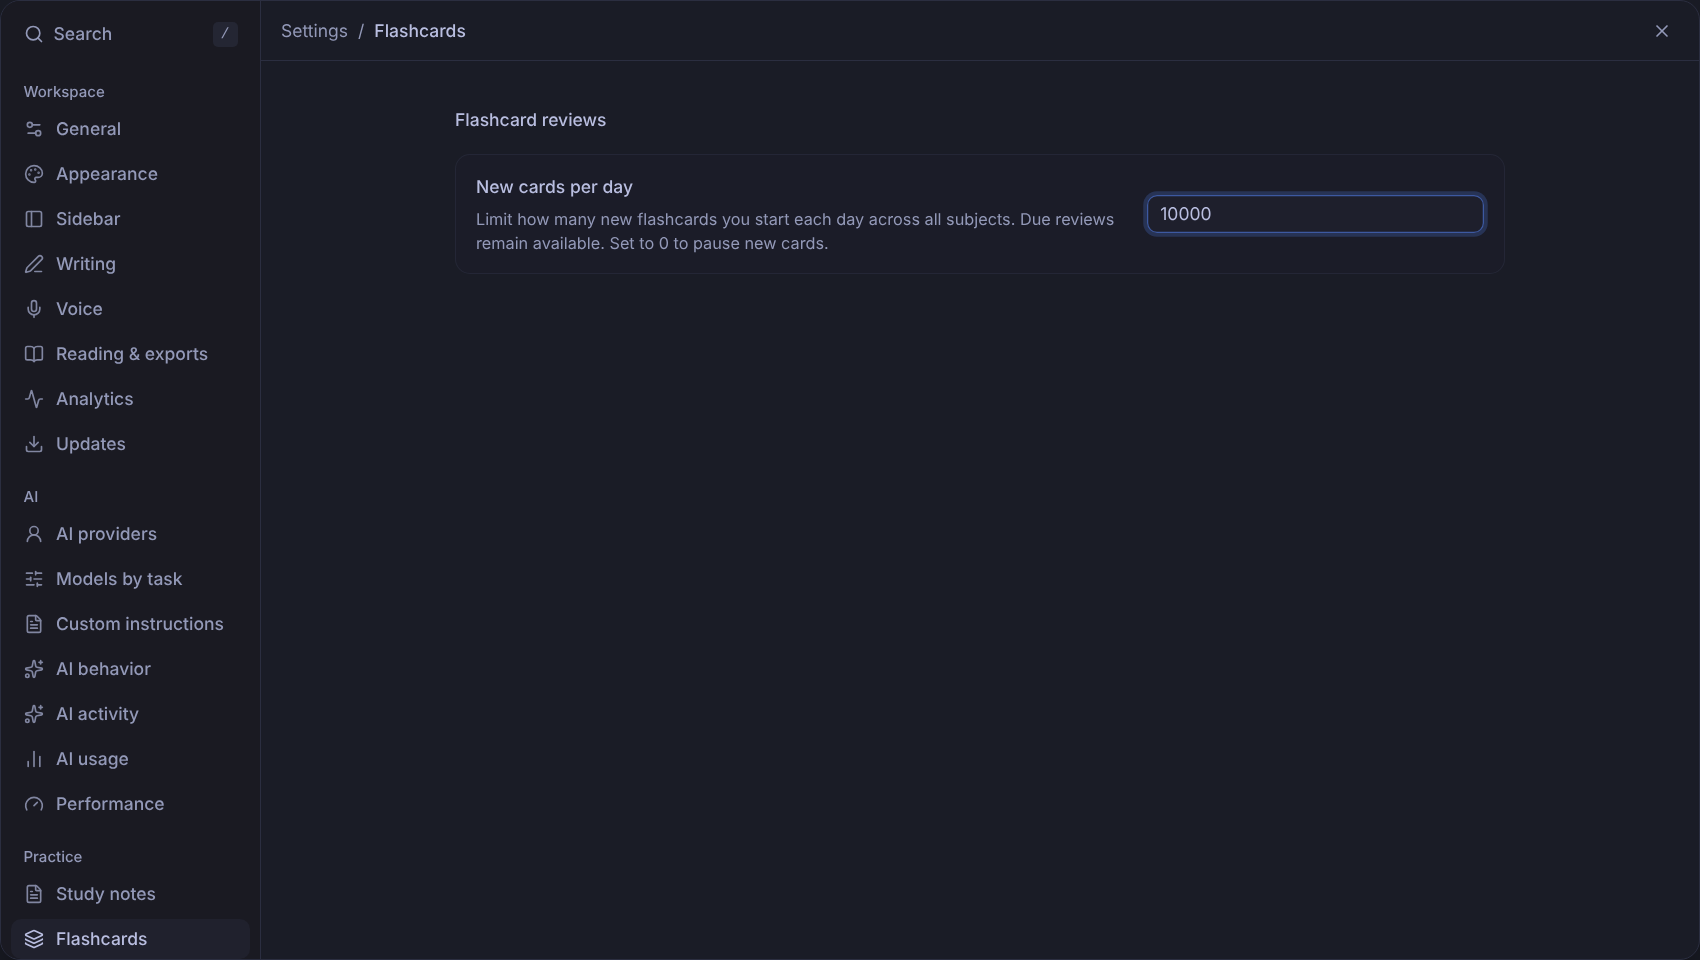 Search
/
Workspace
General
Appearance
Sidebar
Writing
Voice
Reading & exports
Analytics
Updates
AI
AI providers
Models by task
Custom instructions
AI behavior
AI activity
AI usage
Performance
Practice
Study notes
Flashcards
Settings / Flashcards
Flashcard reviews
New cards per day
Limit how many new flashcards you start each day across all subjects. Due reviews
remain available. Set to 0 to pause new cards.
10000